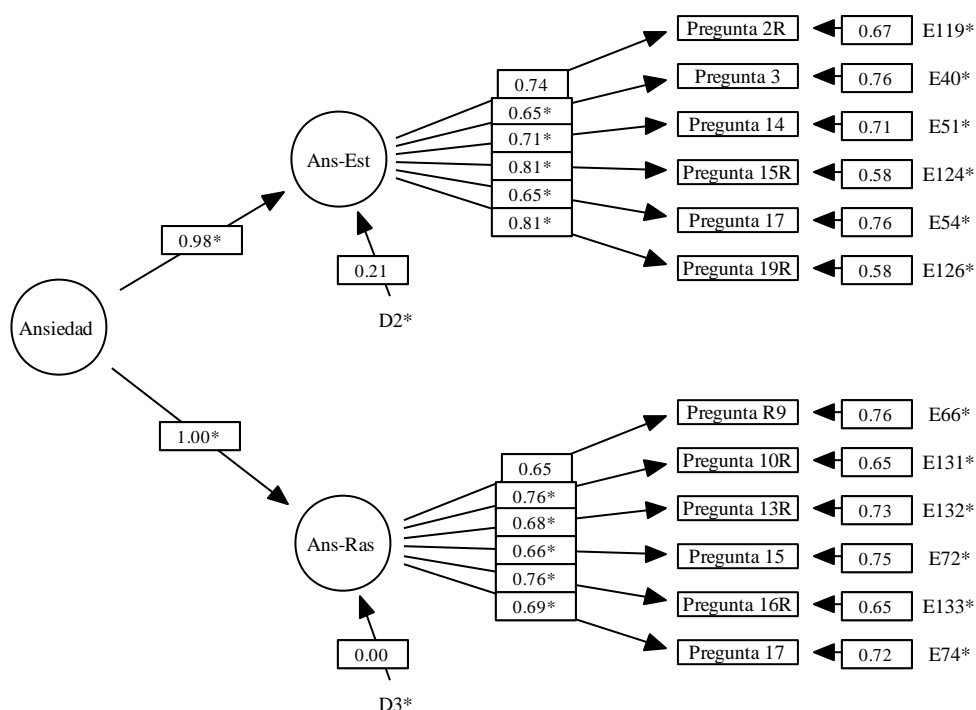 Pregunta 2R 0.67 E119*
0.74
Pregunta 3 0.76 E40*
0.65*
Pregunta 14 0.71 E51*
0.71*
Ans-Est
0.81*
Pregunta 15R 0.58 E124*
0.65*
Pregunta 17 0.76 E54*
0.81*
0.98*
0.21
Pregunta 19R 0.58 E126*
D2*
Ansiedad
Pregunta R9 0.76 E66*
1.00*
0.65
Pregunta 10R 0.65 E131*
0.76*
Pregunta 13R 0.73 E132*
0.68*
Ans-Ras
0.66*
Pregunta 15 0.75 E72*
0.76*
Pregunta 16R 0.65 E133*
0.69*
0.00
Pregunta 17 0.72 E74*
D3*